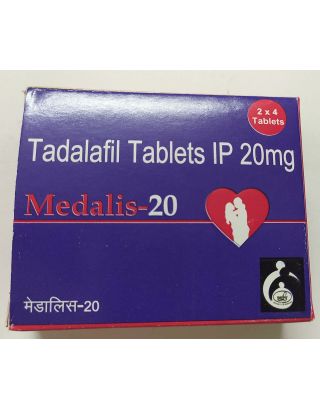 2 x 4
Tablets
Tadalafil Tablets IP 20mg
Medalis-20
मेडालिस-20